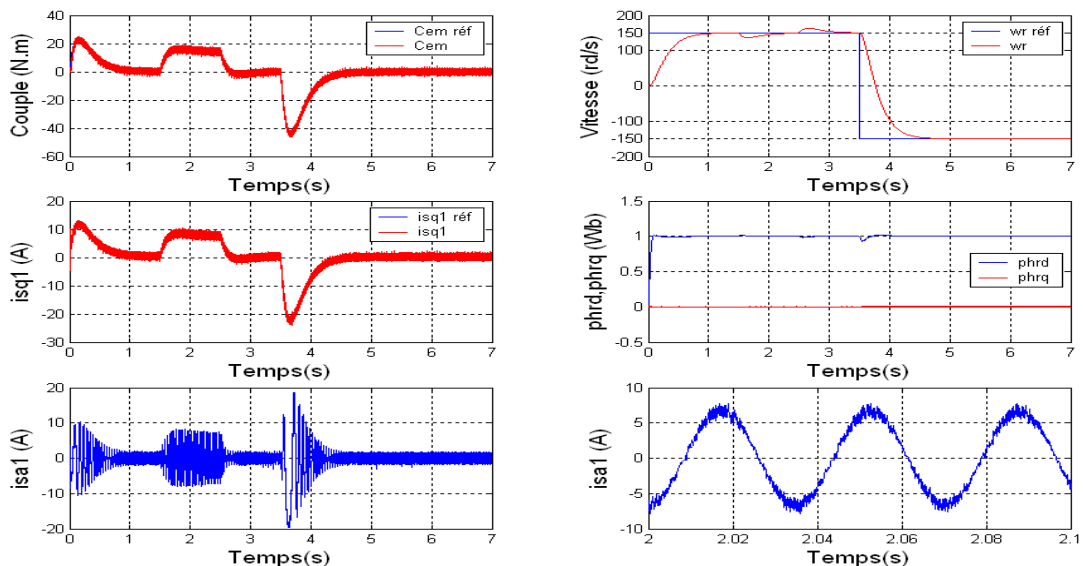 Couple (N.m)
40
20
0
-20
-40
-60
Cem réf
Cem
0 1 2 3 4 5 6 7
Temps(s)
Vitesse (rd/s)
200
150
100
0
-100
-150
-200
wr réf
wr
0 1 2 3 4 5 6 7
Temps(s)
isq1 (A)
20
10
0
-10
-20
-30
isq1 réf
isq1
0 1 2 3 4 5 6 7
Temps(s)
phrd,phrq (Wb)
1.5
1
0.5
0
-0.5
phrd
phrq
0 1 2 3 4 5 6 7
Temps(s)
isa1 (A)
20
10
0
-10
-20
0 1 2 3 4 5 6 7
Temps(s)
isa1 (A)
10
5
0
-5
-10
2 2.02 2.04 2.06 2.08 2.1
Temps(s)